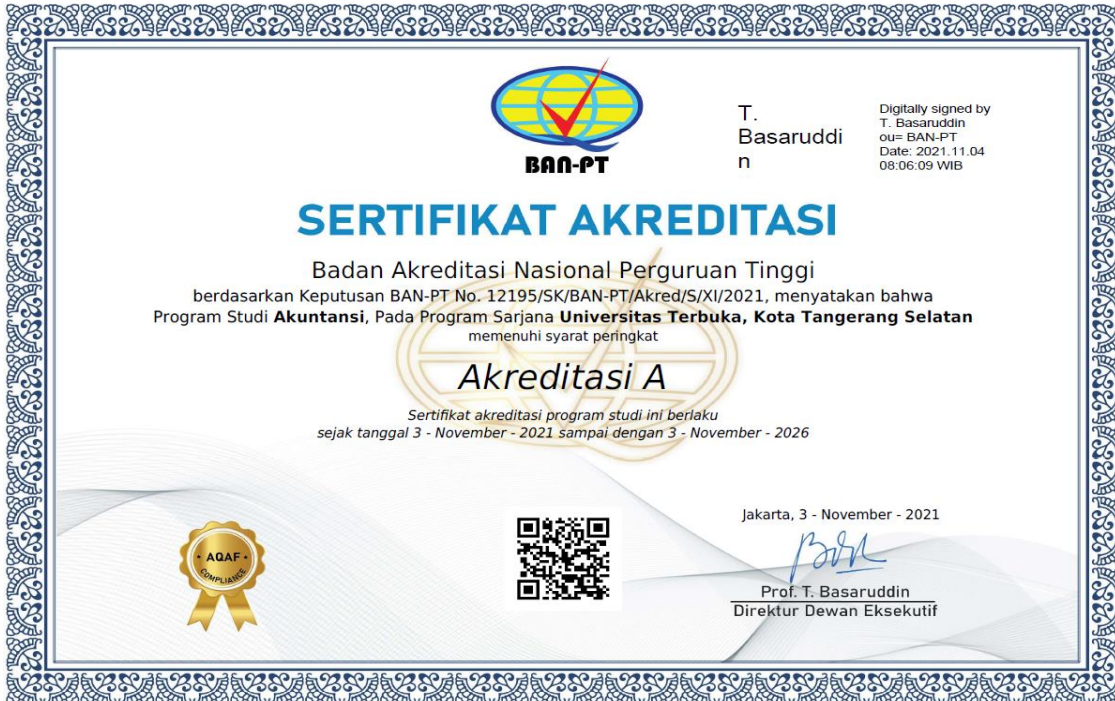 BAN-PT
T.
Basaruddi
n
Digitally signed by
T. Basaruddin
ou= BAN-PT
Date: 2021.11.04
08:06:09 WIB
SERTIFIKAT AKREDITASI
Badan Akreditasi Nasional Perguruan Tinggi
berdasarkan Keputusan BAN-PT No. 12195/SK/BAN-PT/Akred/S/XI/2021, menyatakan bahwa
Program Studi Akuntansi, Pada Program Sarjana Universitas Terbuka, Kota Tangerang Selatan
memenuhi syarat peringkat
Akreditasi A
Sertifikat akreditasi program studi ini berlaku
sejak tanggal 3 - November - 2021 sampai dengan 3 - November - 2026
AQAF
COMPLIANCE
Jakarta, 3 - November - 2021
Prof. T. Basaruddin
Direktur Dewan Eksekutif